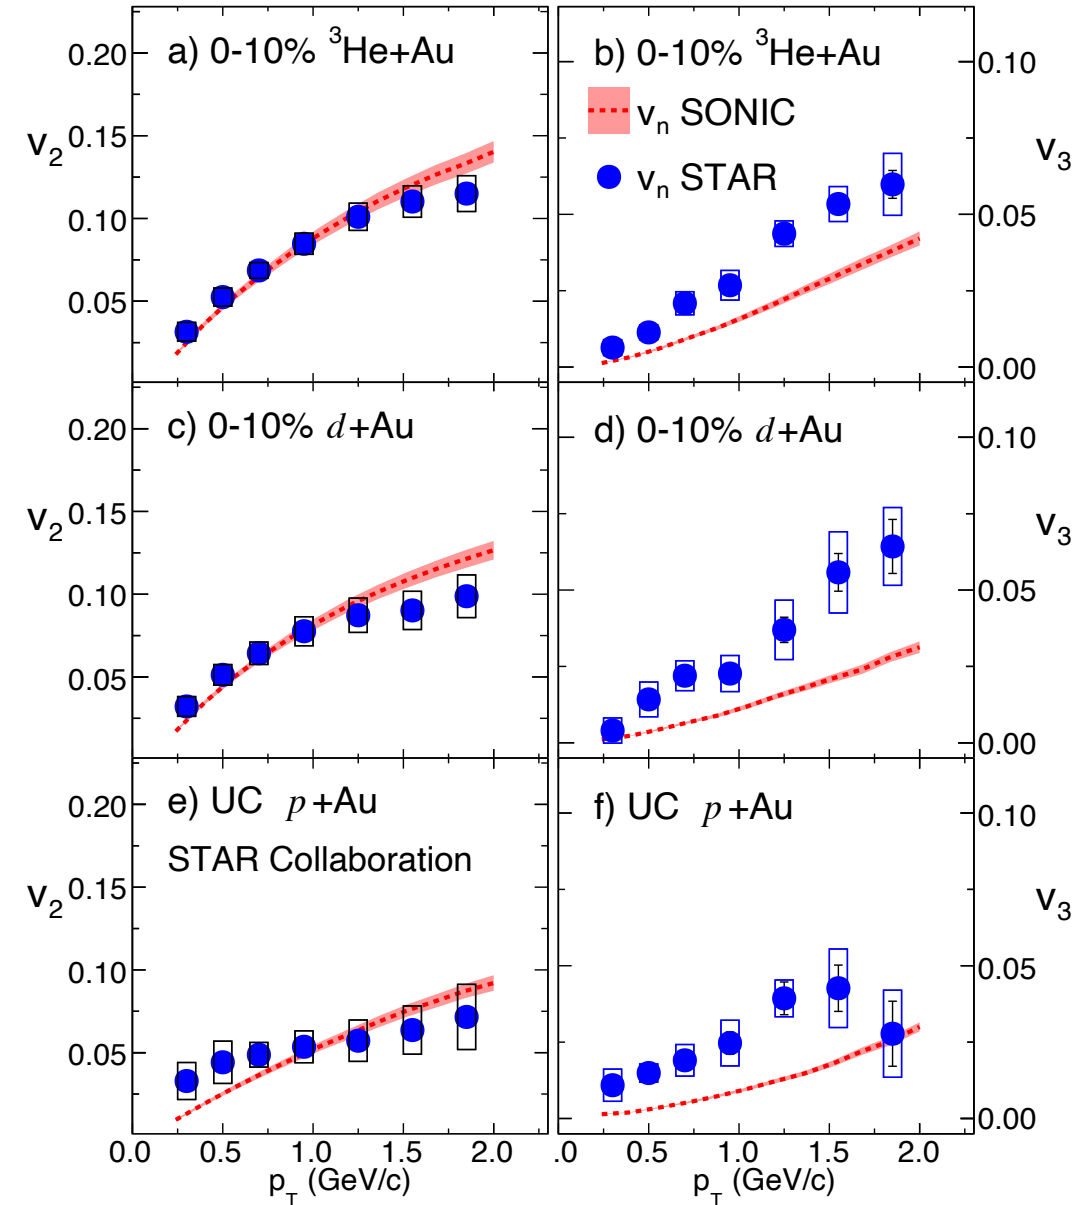 a) 0-10% ³He+Au
v₂
0.20
0.15
0.10
0.05
b) 0-10% ³He+Au
vₙ SONIC
vₙ STAR
v₃
0.10
0.05
0.00
c) 0-10% d+Au
v₂
0.20
0.15
0.10
0.05
d) 0-10% d+Au
v₃
0.10
0.05
0.00
e) UC p+Au
STAR Collaboration
v₂
0.20
0.15
0.10
0.05
0.0 0.5 1.0 1.5 2.0
p_T (GeV/c)
f) UC p+Au
v₃
0.10
0.05
0.00
.0 0.5 1.0 1.5 2.0
p_T (GeV/c)